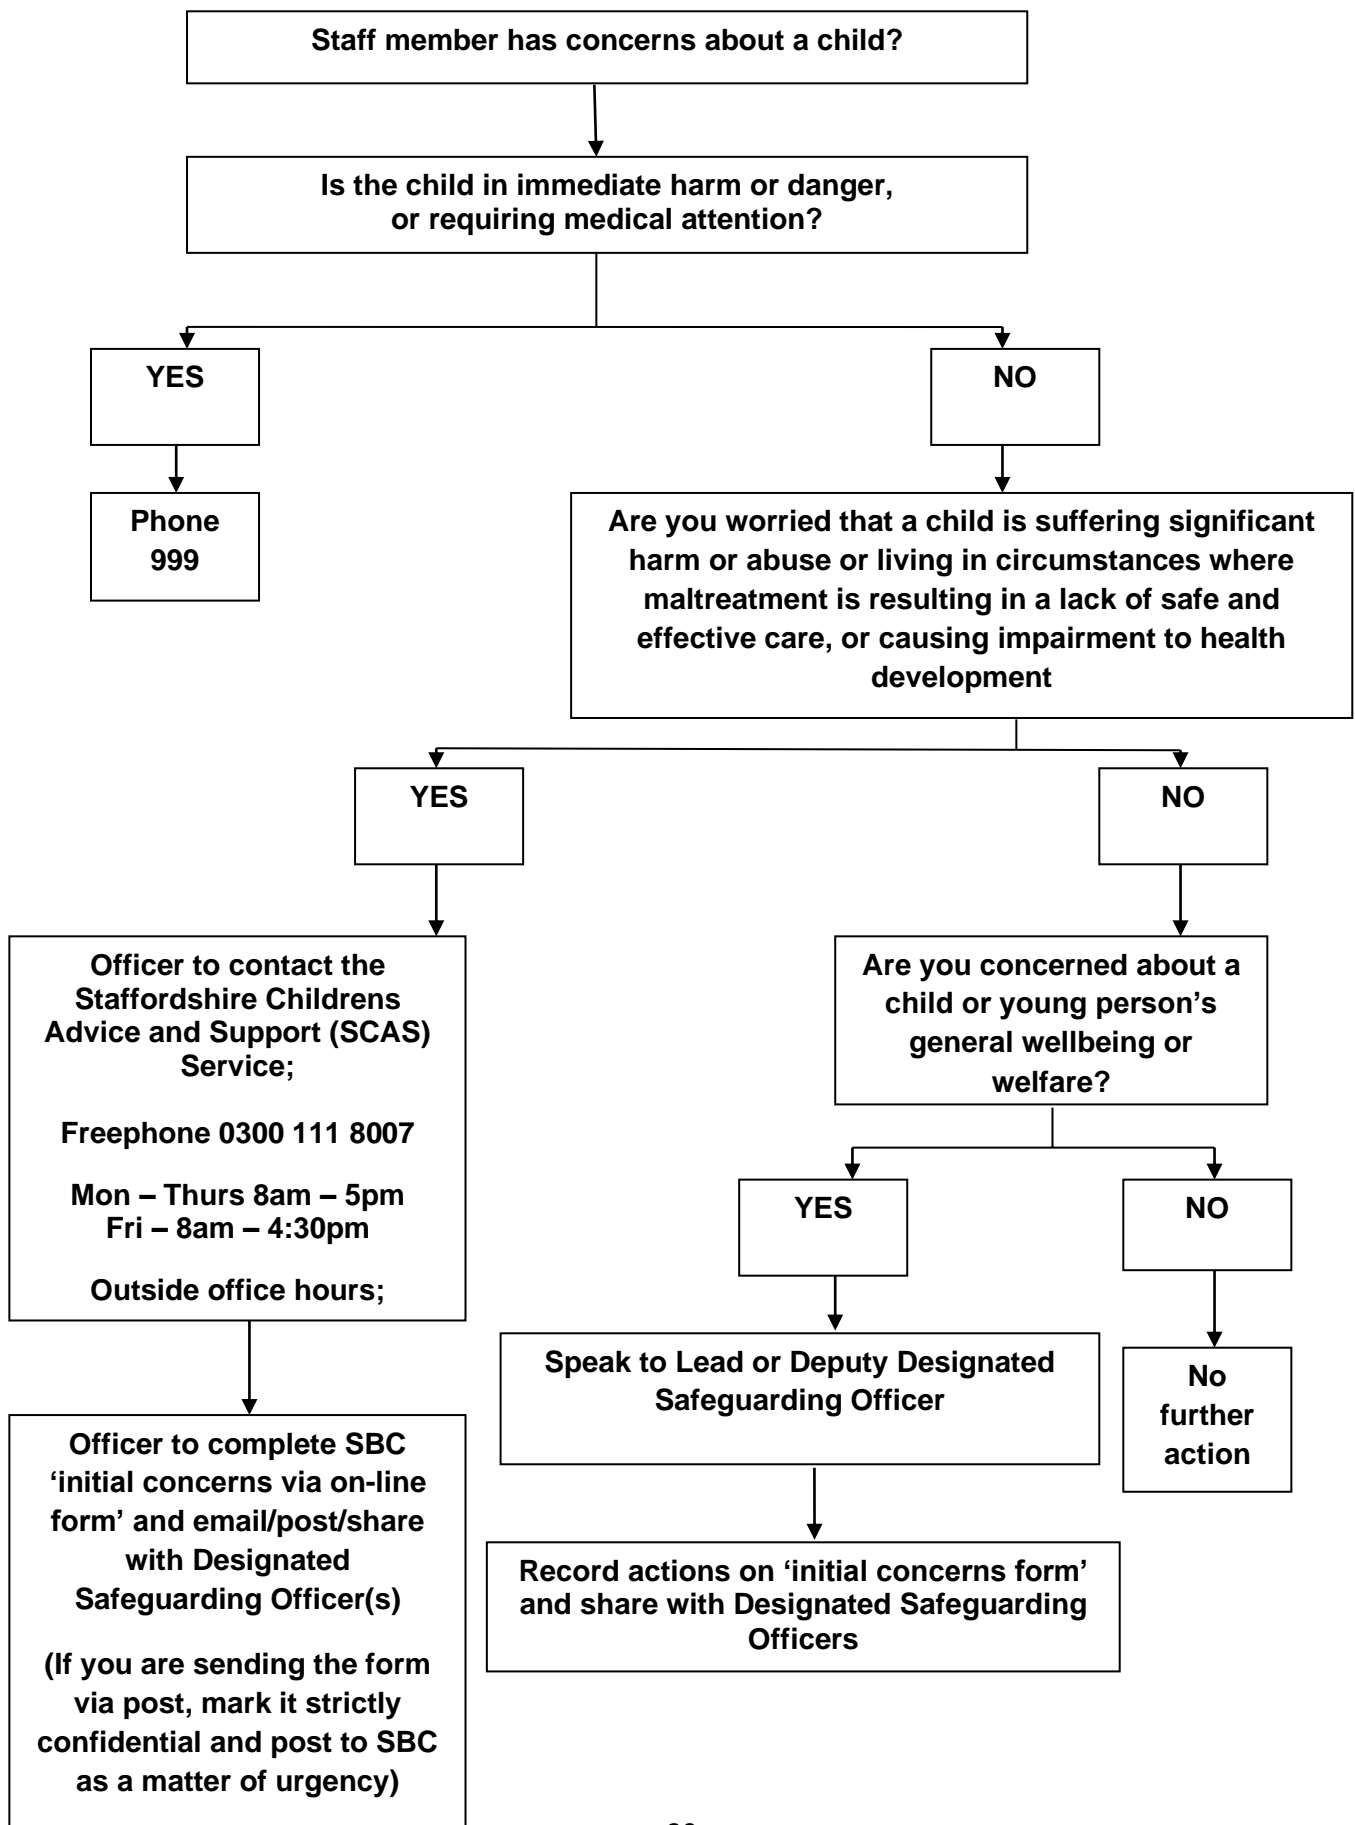 Staff member has concerns about a child?
Is the child in immediate harm or danger,
or requiring medical attention?
YES
NO
Phone
999
Are you worried that a child is suffering significant
harm or abuse or living in circumstances where
maltreatment is resulting in a lack of safe and
effective care, or causing impairment to health
development
YES
NO
Officer to contact the
Staffordshire Childrens
Advice and Support (SCAS)
Service;
Freephone 0300 111 8007
Mon – Thurs 8am – 5pm
Fri – 8am – 4:30pm
Outside office hours;
Are you concerned about a
child or young person’s
general wellbeing or
welfare?
YES
NO
Speak to Lead or Deputy Designated
Safeguarding Officer
No
further
action
Officer to complete SBC
‘initial concerns via on-line
form’ and email/post/share
with Designated
Safeguarding Officer(s)
(If you are sending the form
via post, mark it strictly
confidential and post to SBC
as a matter of urgency)
Record actions on ‘initial concerns form’
and share with Designated Safeguarding
Officers